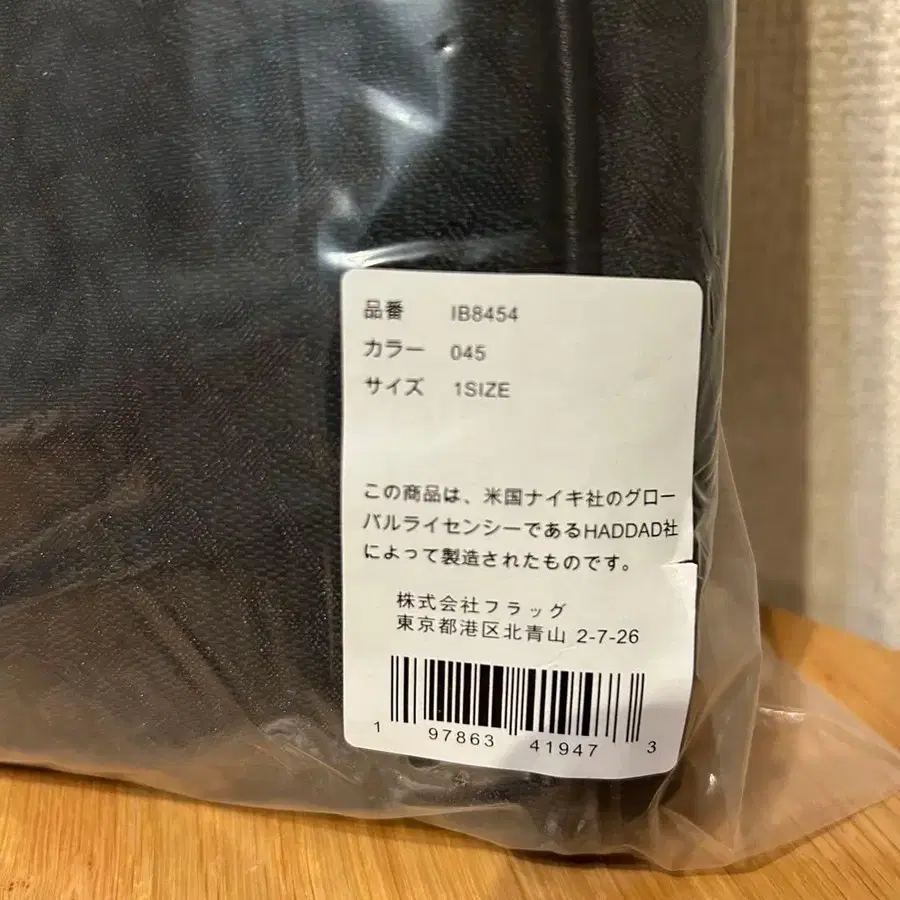 品番 IB8454
カラー 045
サイズ 1SIZE
この商品は、米国ナイキ社のグロー
バルライセンシーであるHADDAD社
によって製造されたものです。
株式会社フラッグ
東京都港区北青山 2-7-26
1 97863 41947 3